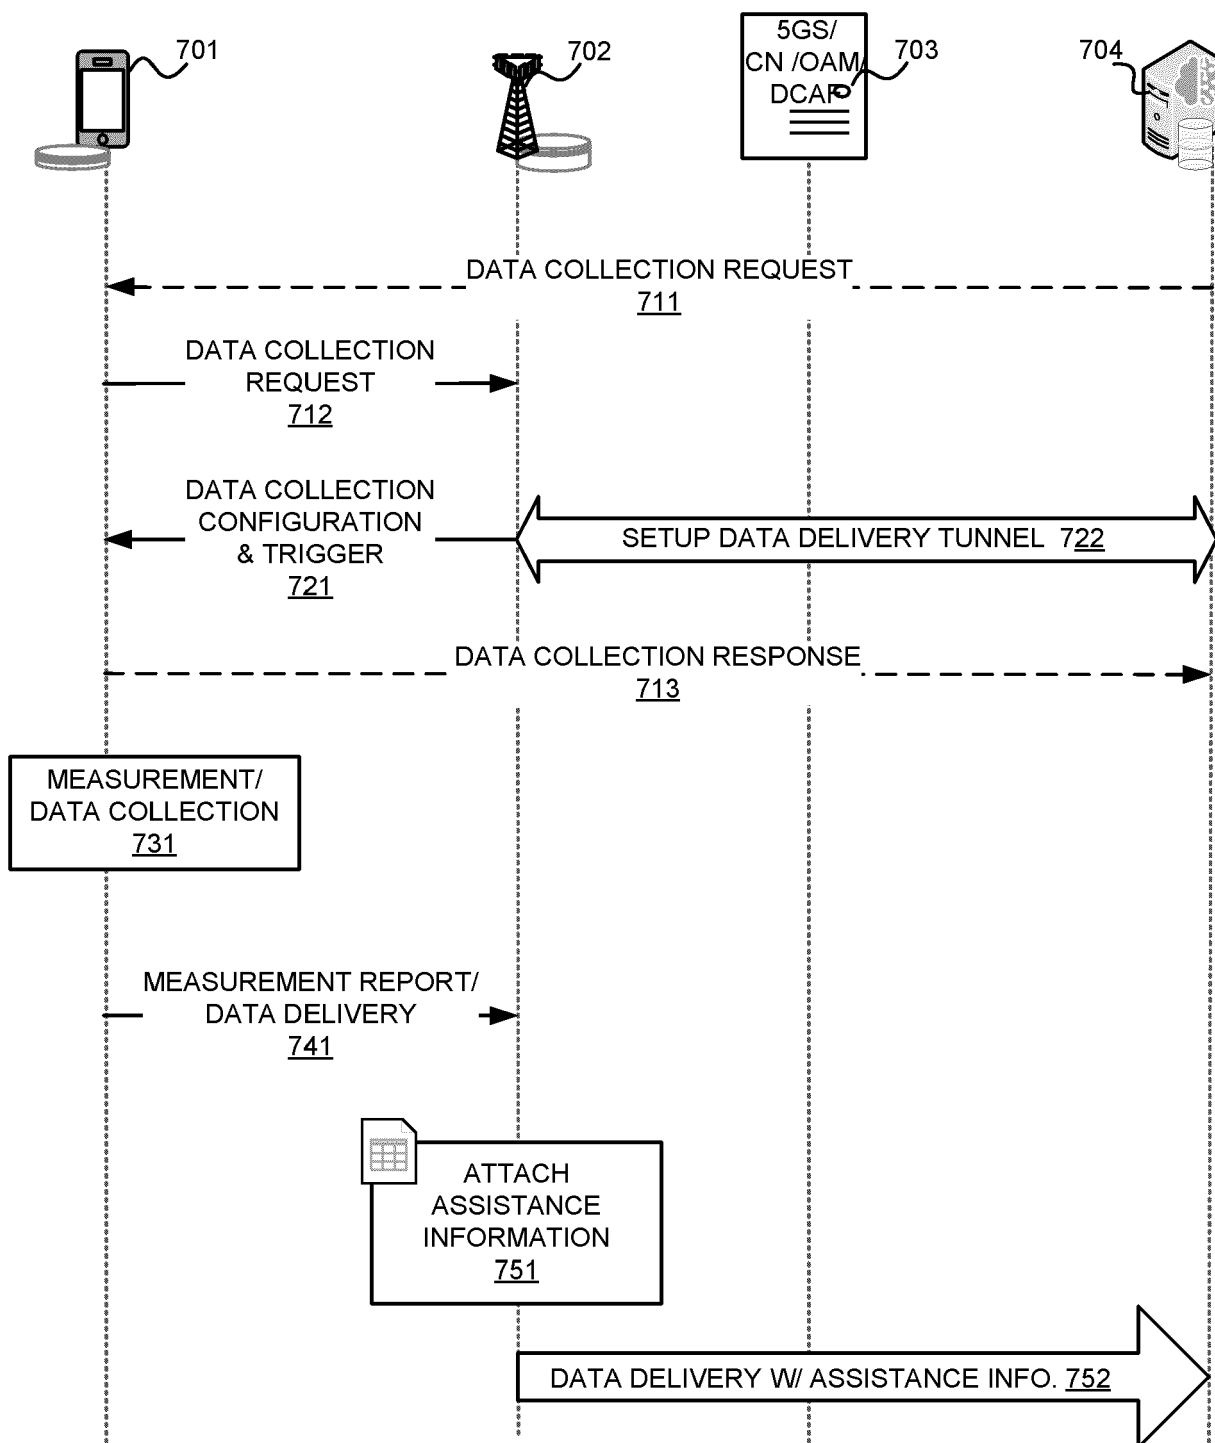 701
702
5GS/
CN /OAM/
DCAF
703
704
DATA COLLECTION REQUEST
711
DATA COLLECTION
REQUEST
712
DATA COLLECTION
CONFIGURATION
& TRIGGER
721
SETUP DATA DELIVERY TUNNEL 722
DATA COLLECTION RESPONSE
713
MEASUREMENT/
DATA COLLECTION
731
MEASUREMENT REPORT/
DATA DELIVERY
741
ATTACH
ASSISTANCE
INFORMATION
751
DATA DELIVERY W/ ASSISTANCE INFO. 752